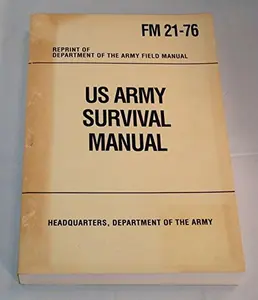 FM 21-76
REPRINT OF
DEPARTMENT OF THE ARMY FIELD MANUAL
US ARMY
SURVIVAL
MANUAL
HEADQUARTERS, DEPARTMENT OF THE ARMY